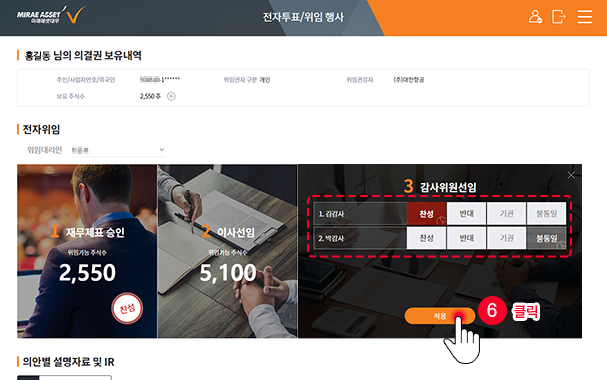 MIRAE ASSET
미래에셋대우
전자투표/위임 행사
홍길동 님의 의결권 보유내역
주민/사업자번호/외국인 -1****** 위임권자 구분 개인 위임권유자 (주)대한항공
보유 주식수 2,550 주
전자위임
위임대리인
1 재무제표 승인
위임가능 주식수
2,550
찬성
2 이사선임
위임가능 주식수
5,100
3 감사위원선임
1. 김감사 찬성 반대 기권 불통일
2. 박감사 찬성 반대 기권 불통일
적용 6 클릭
의안별 설명자료 및 IR